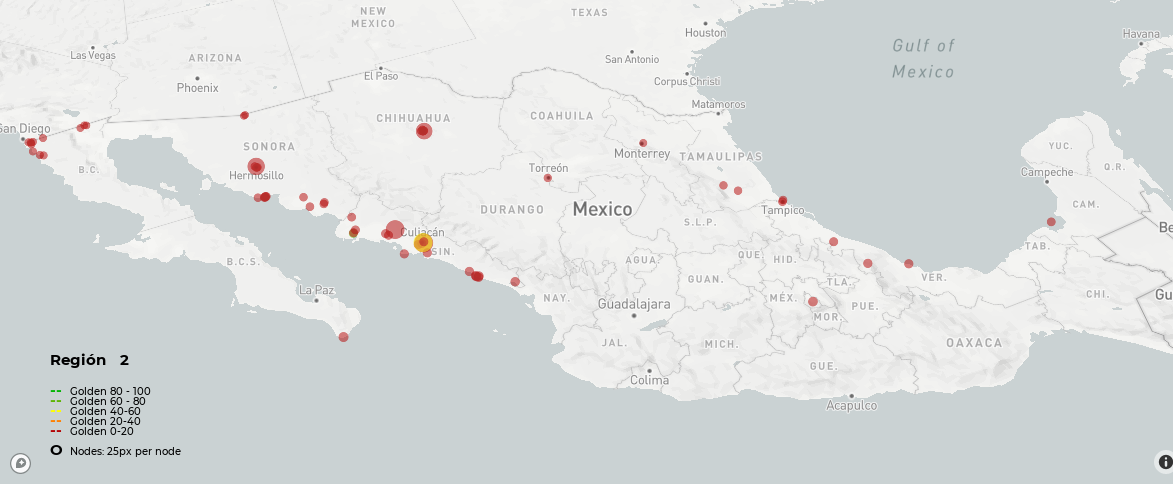 NEW
MEXICO
TEXAS
Houston
Havana
Las Vegas
ARIZONA
Gulf of
Mexico
San Antonio
El Paso
Phoenix
Corpus Christi
Matamoros
CHIHUAHUA
COAHUILA
San Diego
SONORA
YUC.
Monterrey
TAMAULIPAS
B.C.
Torreón
Q.R.
Hermosillo
Campeche
CAM.
DURANGO
Mexico
Tampico
S.L.P.
Be
Culiacán
TAB.
SIN.
QUE.
B.C.S.
AGUA.
HID.
GUAN.
VER.
TLA.
CHI.
Gu
La Paz
NAY.
MÉX.
Guadalajara
PUE.
MOR.
JAL.
MICH.
OAXACA
Región 2
GUE.
Colima
Golden 80 - 100
Golden 60 - 80
Acapulco
Golden 40-60
Golden 20-40
Golden 0-20
Nodes: 25px per node